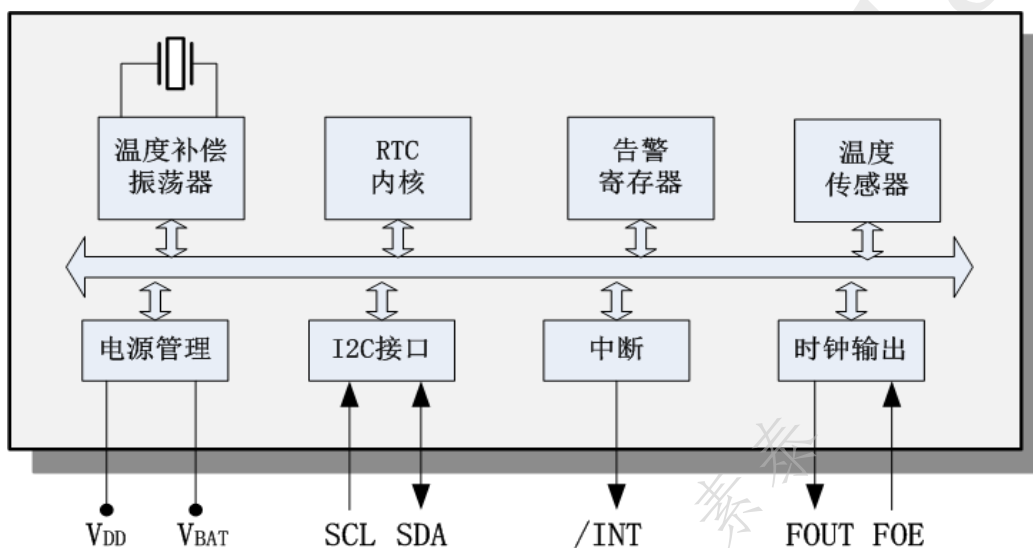 温度补偿
振荡器
RTC
内核
告警
寄存器
温度
传感器
电源管理
I2C接口
中断
时钟输出
VDD
VBAT
SCL
SDA
/INT
FOUT
FOE
素泰